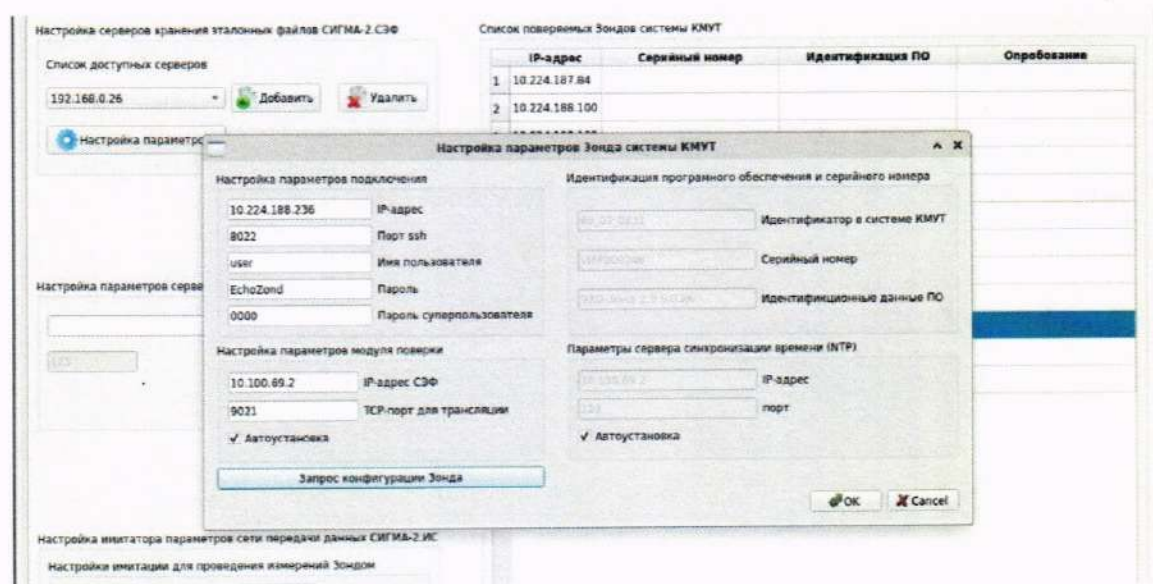 Настройка серверов хранения эталонных файлов СИГМА-2.СЭФ
Список доступных серверов
192.168.0.26
Добавить
Удалить
Настройка параметро
Список поверяемых Зондов системы КМУТ
IP-адрес Серийный номер Идентификация ПО Опробование
1 10.224.187.84
2 10.224.188.100
Настройка параметров серве
Настройка параметров Зонда системы КМУТ
Настройка параметров подключения
10.224.188.236 IP-адрес
8022 Порт ssh
user Имя пользователя
EchoZond Пароль
0000 Пароль суперпользователя
Настройка параметров модуля поверки
10.100.69.2 IP-адрес СЭФ
9021 TCP-порт для трансляции
Автоустановка
Запрос конфигурации Зонда
Идентификация програмного обеспечения и серийного номера
Идентификатор в системе КМУТ
Серийный номер
Идентификционные данные ПО
Параметры сервера синхронизации времени (NTP)
IP-адрес
123 порт
Автоустановка
OK
Cancel
123
Настройка имитатора параметров сети передачи данных СИГМА-2.ИС
Настройки имитации для проведения измерений Зондом